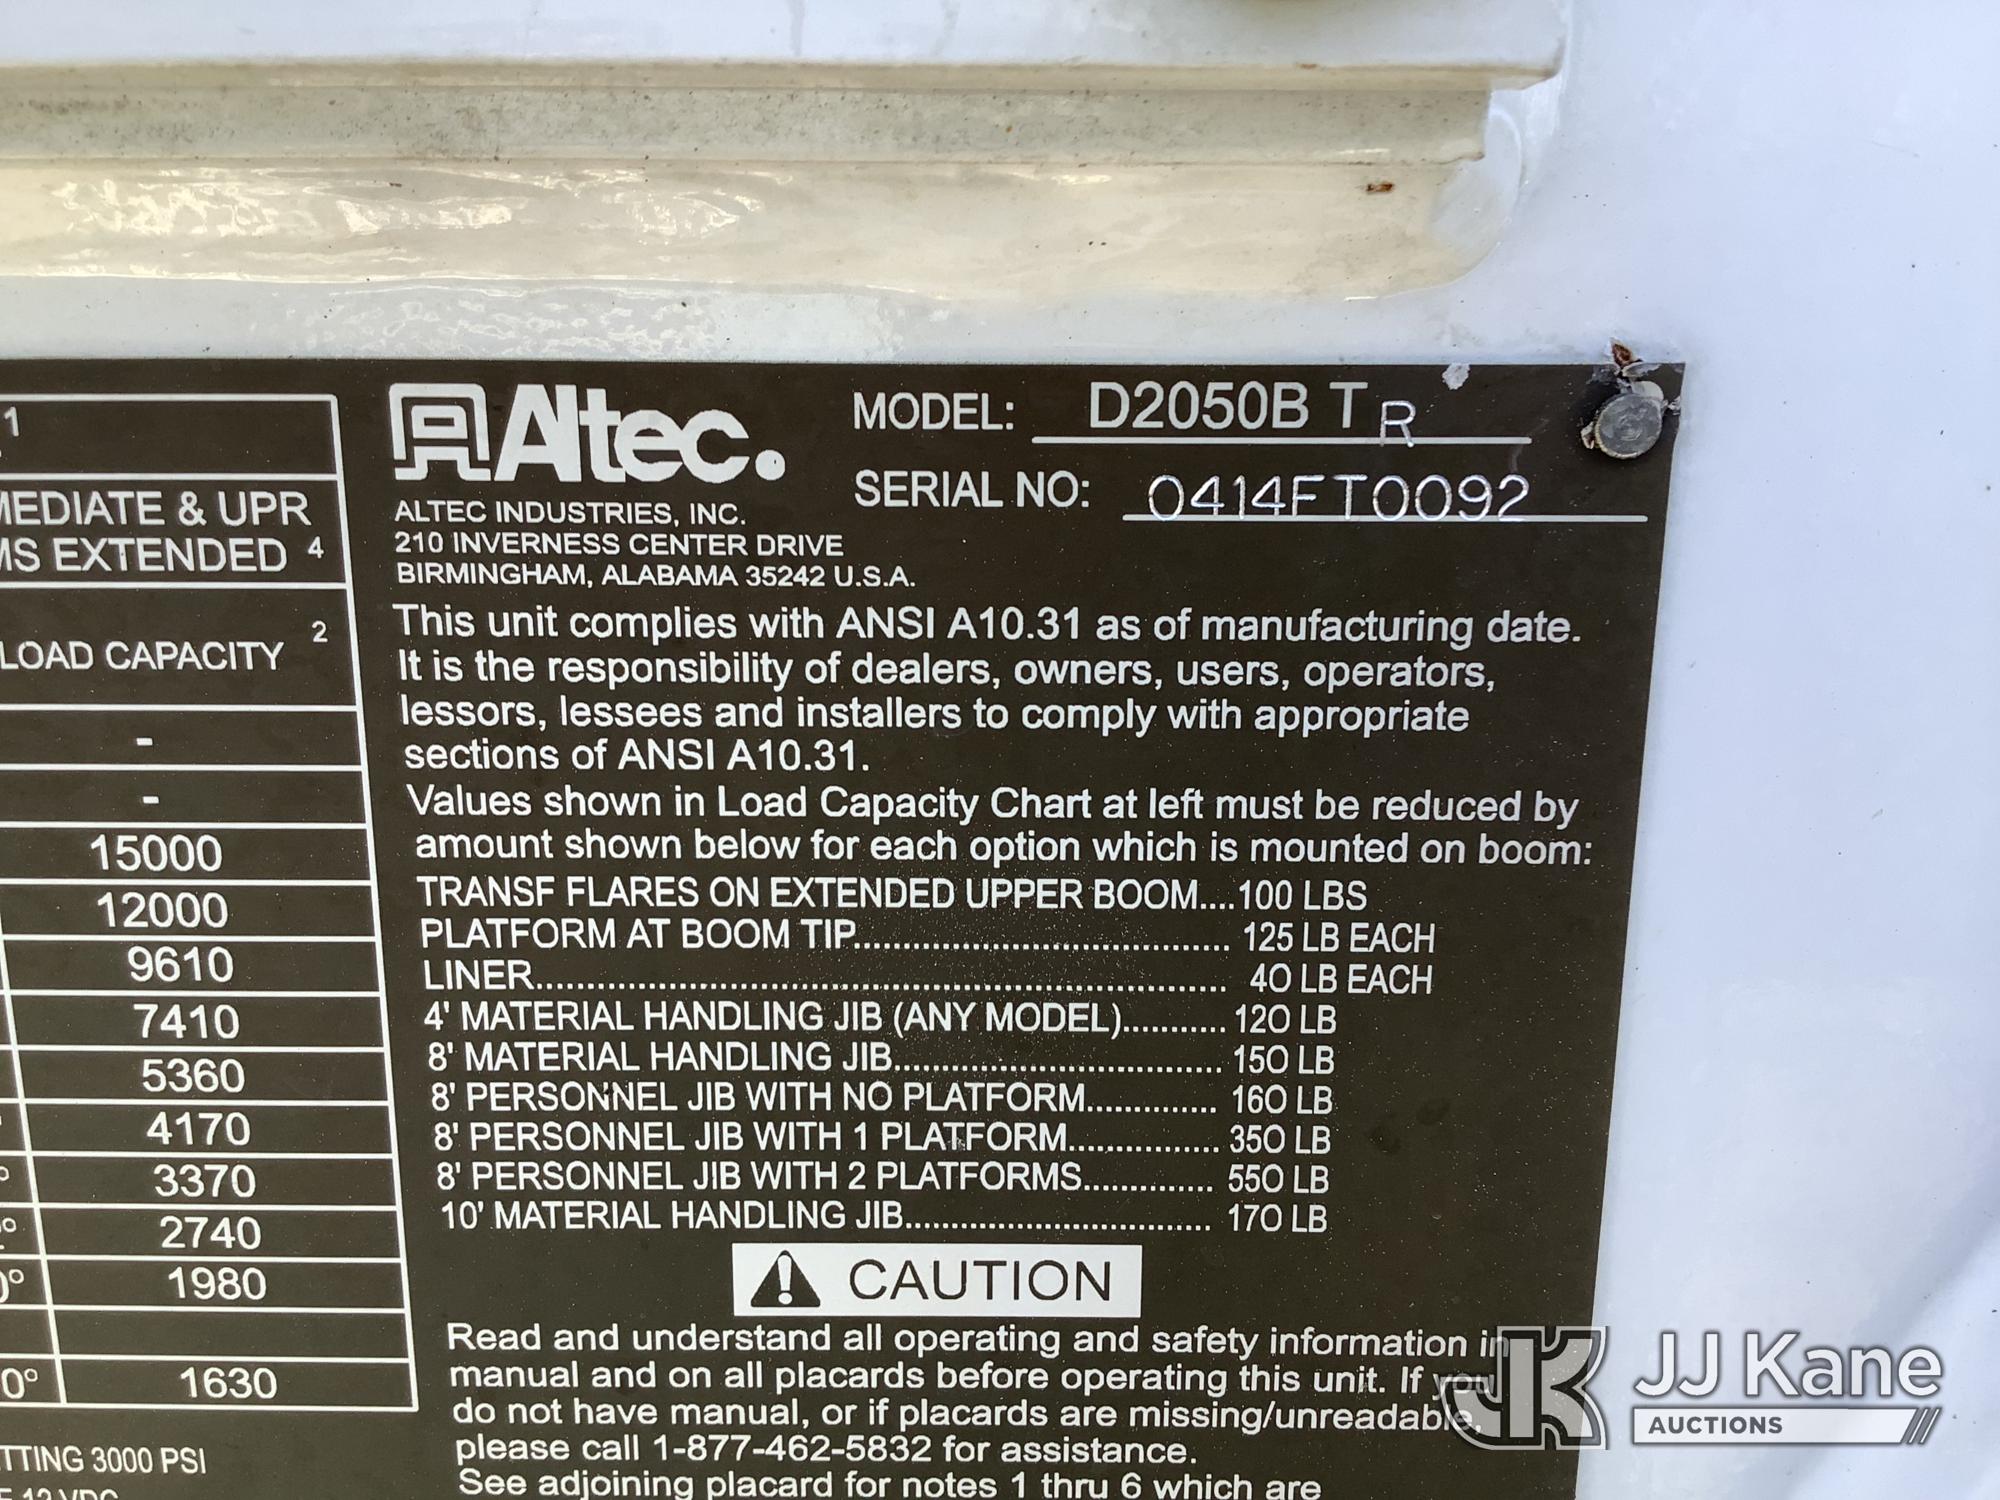 1
MEDIATE & UPR
MS EXTENDED 4
LOAD CAPACITY 2
-
-
15000
12000
9610
7410
5360
4170
3370
2740
1980
0° 1630
TTING 3000 PSI
12 VDC
Altec.
ALTEC INDUSTRIES, INC.
210 INVERNESS CENTER DRIVE
BIRMINGHAM, ALABAMA 35242 U.S.A.
MODEL: D2050B TR
SERIAL NO: 0414FT0092
This unit complies with ANSI A10.31 as of manufacturing date.
It is the responsibility of dealers, owners, users, operators,
lessors, lessees and installers to comply with appropriate
sections of ANSI A10.31.
Values shown in Load Capacity Chart at left must be reduced by
amount shown below for each option which is mounted on boom:
TRANSF FLARES ON EXTENDED UPPER BOOM....100 LBS
PLATFORM AT BOOM TIP.................................... 125 LB EACH
LINER.................................................................... 40 LB EACH
4' MATERIAL HANDLING JIB (ANY MODEL)........... 120 LB
8' MATERIAL HANDLING JIB.................................. 150 LB
8' PERSONNEL JIB WITH NO PLATFORM.............. 160 LB
8' PERSONNEL JIB WITH 1 PLATFORM................ 350 LB
8' PERSONNEL JIB WITH 2 PLATFORMS.............. 550 LB
10' MATERIAL HANDLING JIB................................ 170 LB
CAUTION
Read and understand all operating and safety information in
manual and on all placards before operating this unit. If you
do not have manual, or if placards are missing/unreadable,
please call 1-877-462-5832 for assistance.
See adjoining placard for notes 1 thru 6 which are
JK JJ Kane
AUCTIONS